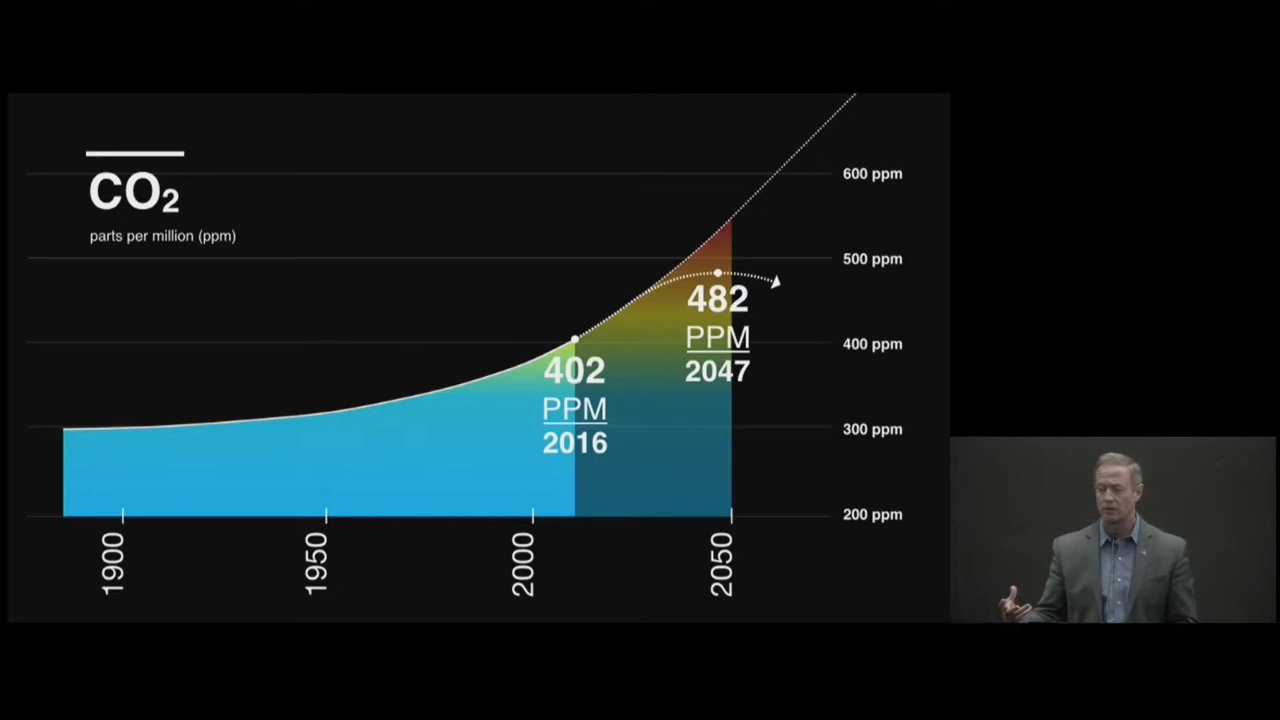 CO₂
parts per million (ppm)
600 ppm
500 ppm
482
PPM
2047
400 ppm
402
PPM
2016
300 ppm
200 ppm
1900
1950
2000
2050